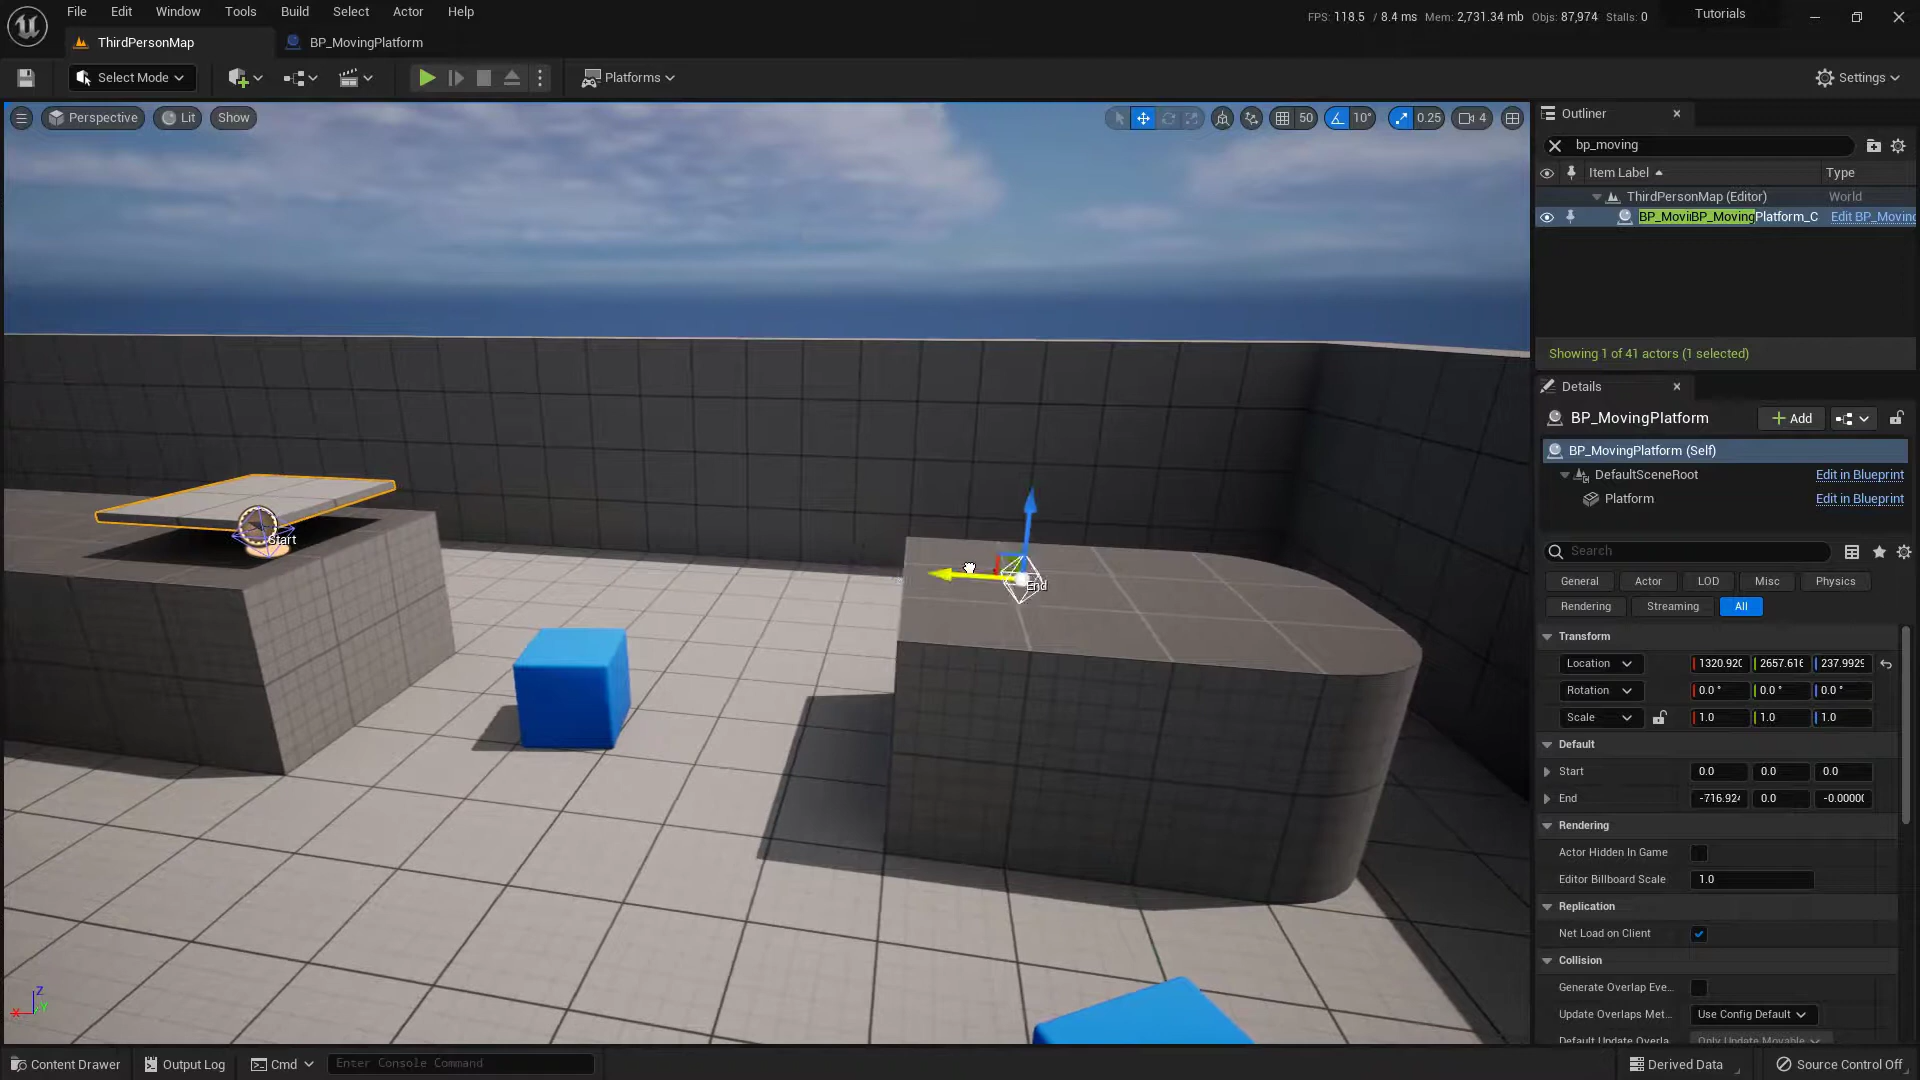 File Edit Window Tools Build Select Actor Help
FPS: 118.5 / 8.4 ms Mem: 2,731.34 mb Objs: 87,974 Stalls: 0
Tutorials
ThirdPersonMap
BP_MovingPlatform
Select Mode
Platforms
Settings
Perspective
Lit
Show
50
10°
0.25
4
Outliner
bp_moving
Item Label
Type
ThirdPersonMap (Editor)
World
BP_MoviiBP_MovingPlatform_C
Edit BP_Moving
Showing 1 of 41 actors (1 selected)
Details
BP_MovingPlatform
Add
BP_MovingPlatform (Self)
DefaultSceneRoot
Edit in Blueprint
Platform
Edit in Blueprint
Search
General Actor LOD Misc Physics
Rendering Streaming All
Transform
Location 1320.920 2657.616 237.9929
Rotation 0.0 ° 0.0 ° 0.0 °
Scale 1.0 1.0 1.0
Default
Start 0.0 0.0 0.0
End -716.924 0.0 -0.0000
Rendering
Actor Hidden In Game
Editor Billboard Scale 1.0
Replication
Net Load on Client
Collision
Generate Overlap Eve...
Update Overlaps Met... Use Config Default
Default Update Overla Only Update Movable
Start
End
Z
X
Y
Content Drawer
Output Log
Cmd
Enter Console Command
Derived Data
Source Control Off